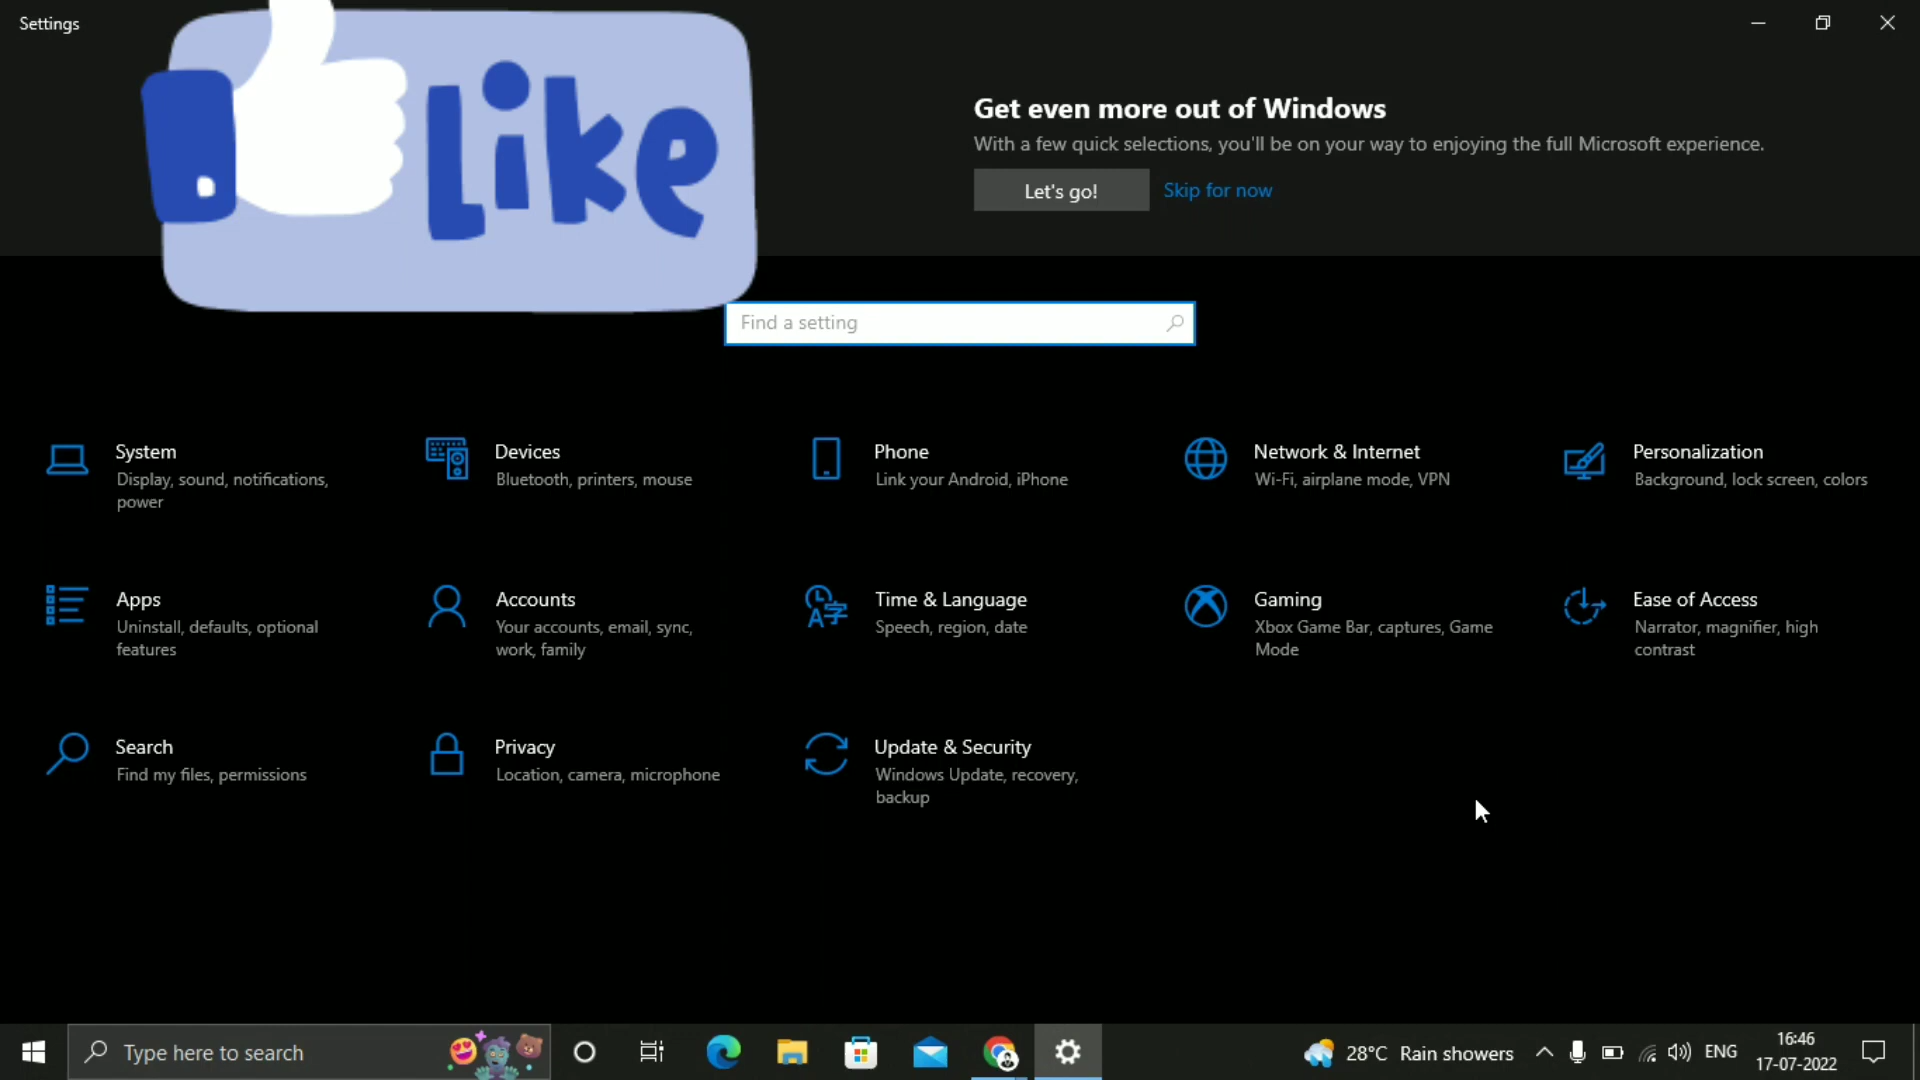 Settings
Like
Get even more out of Windows
With a few quick selections, you'll be on your way to enjoying the full Microsoft experience.
Let's go!
Skip for now
Find a setting
System
Display, sound, notifications,
power
Devices
Bluetooth, printers, mouse
Phone
Link your Android, iPhone
Network & Internet
Wi-Fi, airplane mode, VPN
Personalization
Background, lock screen, colors
Apps
Uninstall, defaults, optional
features
Accounts
Your accounts, email, sync,
work, family
Time & Language
Speech, region, date
Gaming
Xbox Game Bar, captures, Game
Mode
Ease of Access
Narrator, magnifier, high
contrast
Search
Find my files, permissions
Privacy
Location, camera, microphone
Update & Security
Windows Update, recovery,
backup
Type here to search
28°C Rain showers
ENG
16:46
17-07-2022